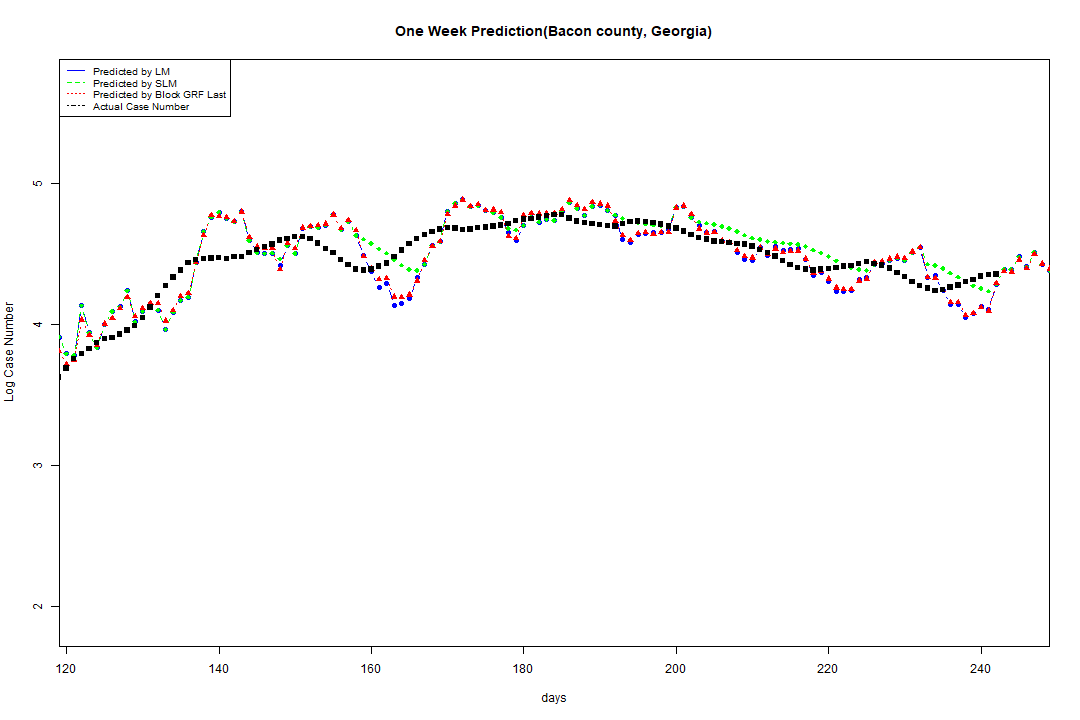 One Week Prediction(Bacon county, Georgia)
Predicted by LM
Predicted by SLM
Predicted by Block GRF Last
Actual Case Number
5
4
3
2
Log Case Number
120 140 160 180 200 220 240
days